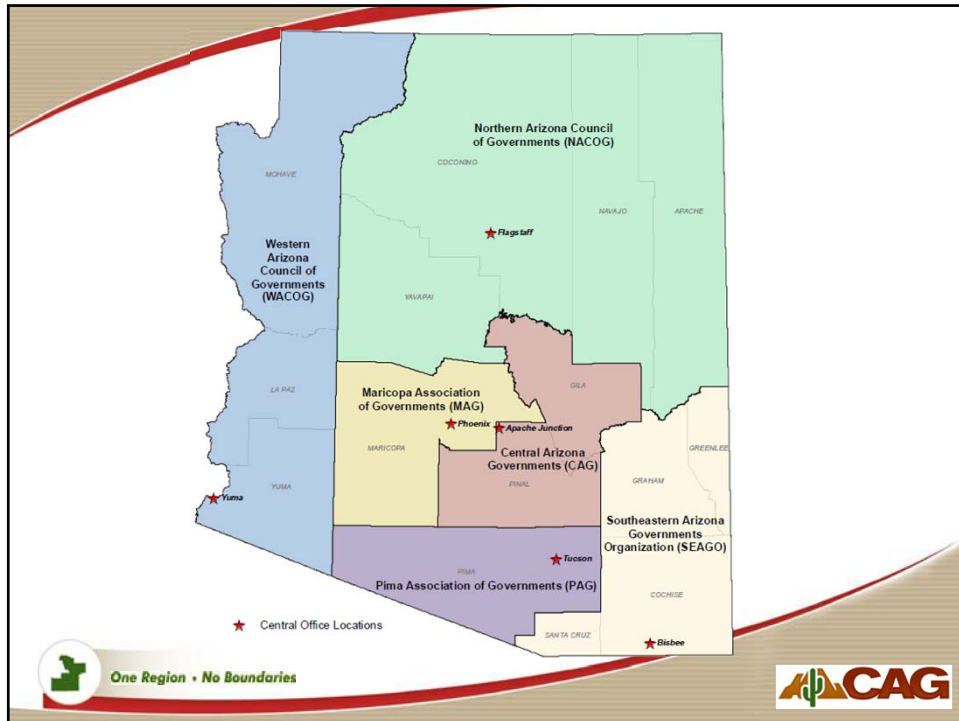 Northern Arizona Council
of Governments (NACOG)
COCONINO
MOHAVE
NAVAJO
APACHE
Flagstaff
Western
Arizona
Council of
Governments
(WACOG)
YAVAPAI
GILA
LA PAZ
Maricopa Association
of Governments (MAG)
Phoenix
Apache Junction
MARICOPA
Central Arizona
Governments (CAG)
GREENLEE
PINAL
GRAHAM
YUMA
Yuma
Southeastern Arizona
Governments
Organization (SEAGO)
Tucson
PIMA
Pima Association of Governments (PAG)
COCHISE
Central Office Locations
SANTA CRUZ
Bisbee
One Region • No Boundaries
CAG